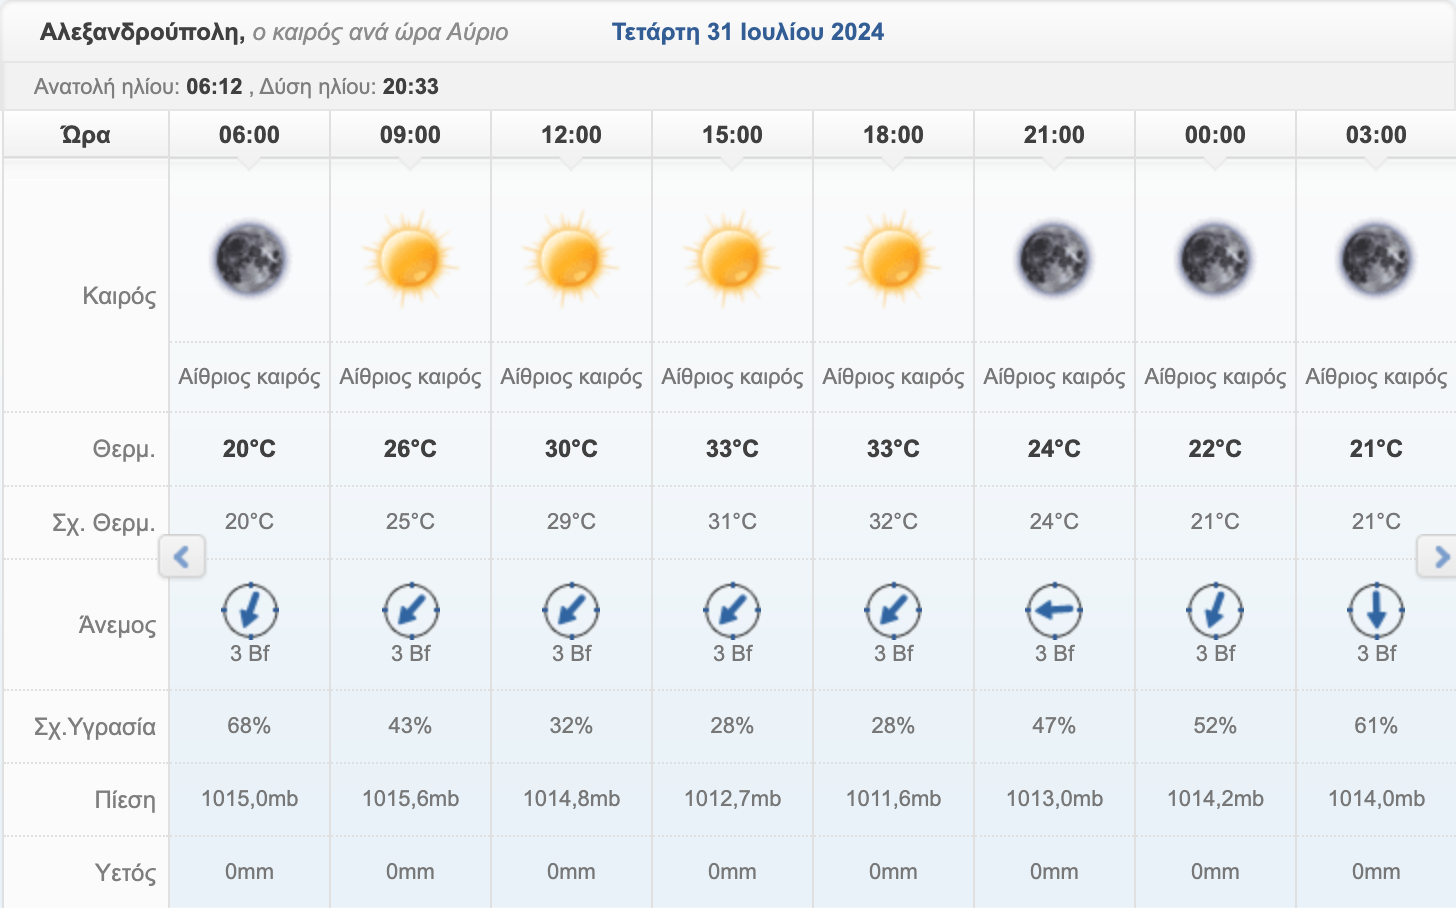 Αλεξανδρούπολη, ο καιρός ανά ώρα Αύριο Τετάρτη 31 Ιουλίου 2024
Ανατολή ηλίου: 06:12 , Δύση ηλίου: 20:33
Ώρα 06:00 09:00 12:00 15:00 18:00 21:00 00:00 03:00
Καιρός
Αίθριος καιρός Αίθριος καιρός Αίθριος καιρός Αίθριος καιρός Αίθριος καιρός Αίθριος καιρός Αίθριος καιρός Αίθριος καιρός
Θερμ. 20°C 26°C 30°C 33°C 33°C 24°C 22°C 21°C
Σχ. Θερμ. 20°C 25°C 29°C 31°C 32°C 24°C 21°C 21°C
Άνεμος 3 Bf 3 Bf 3 Bf 3 Bf 3 Bf 3 Bf 3 Bf 3 Bf
Σχ.Υγρασία 68% 43% 32% 28% 28% 47% 52% 61%
Πίεση 1015,0mb 1015,6mb 1014,8mb 1012,7mb 1011,6mb 1013,0mb 1014,2mb 1014,0mb
Υετός 0mm 0mm 0mm 0mm 0mm 0mm 0mm 0mm